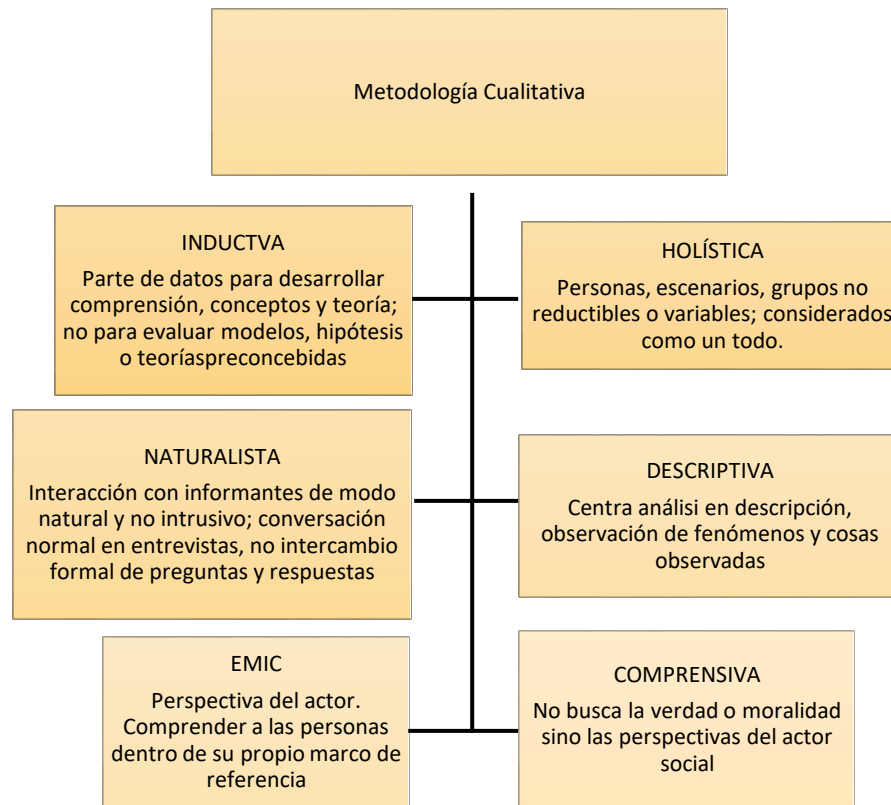 Metodología Cualitativa
INDUCTVA
Parte de datos para desarrollar
comprensión, conceptos y teoría;
no para evaluar modelos, hipótesis
o teoríaspreconcebidas
HOLÍSTICA
Personas, escenarios, grupos no
reductibles o variables; considerados
como un todo.
NATURALISTA
Interacción con informantes de modo
natural y no intrusivo; conversación
normal en entrevistas, no intercambio
formal de preguntas y respuestas
DESCRIPTIVA
Centra análisi en descripción,
observación de fenómenos y cosas
observadas
EMIC
Perspectiva del actor.
Comprender a las personas
dentro de su propio marco de
referencia
COMPRENSIVA
No busca la verdad o moralidad
sino las perspectivas del actor
social